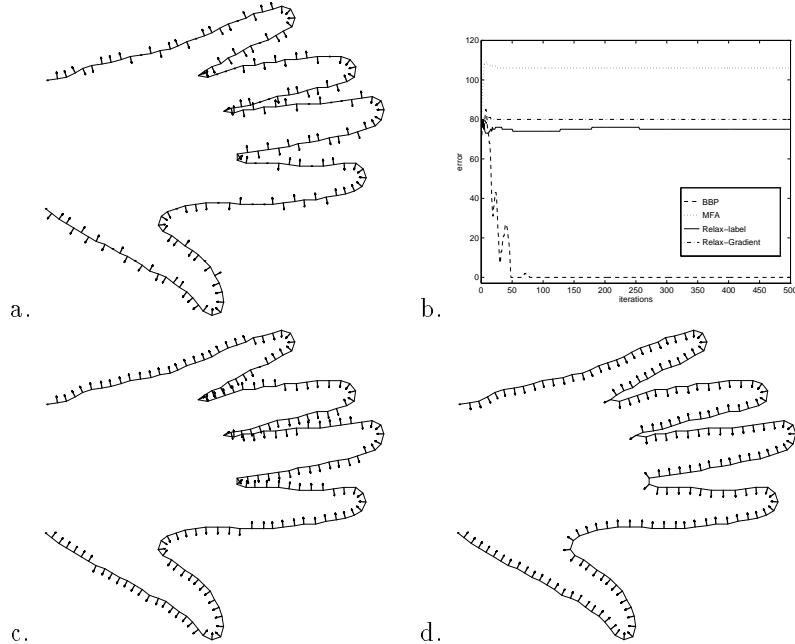 a.
120
100
80
60
40
20
0
error
0 50 100 150 200 250 300 350 400 450 500
iterations
BBP
MFA
Relax-label
Relax-Gradient
b.
c.
d.